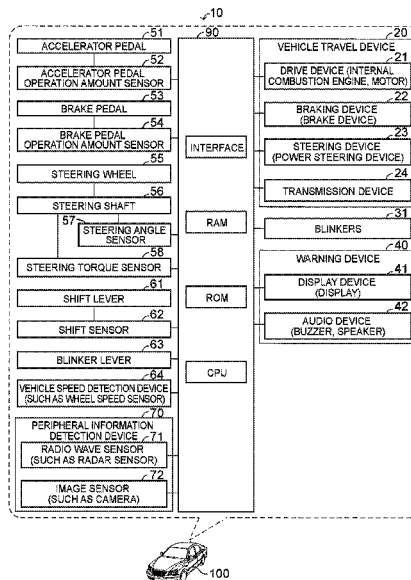 10
51
90
20
ACCELERATOR PEDAL
52
ACCELERATOR PEDAL
OPERATION AMOUNT SENSOR
53
BRAKE PEDAL
54
BRAKE PEDAL
OPERATION AMOUNT SENSOR
55
STEERING WHEEL
56
STEERING SHAFT
57
STEERING ANGLE
SENSOR
58
STEERING TORQUE SENSOR
61
SHIFT LEVER
62
SHIFT SENSOR
63
BLINKER LEVER
64
VEHICLE SPEED DETECTION DEVICE
(SUCH AS WHEEL SPEED SENSOR)
70
PERIPHERAL INFORMATION
DETECTION DEVICE
71
RADIO WAVE SENSOR
(SUCH AS RADAR SENSOR)
72
IMAGE SENSOR
(SUCH AS CAMERA)
INTERFACE
RAM
ROM
CPU
VEHICLE TRAVEL DEVICE
21
DRIVE DEVICE (INTERNAL
COMBUSTION ENGINE, MOTOR)
22
BRAKING DEVICE
(BRAKE DEVICE)
23
STEERING DEVICE
(POWER STEERING DEVICE)
24
TRANSMISSION DEVICE
31
BLINKERS
40
WARNING DEVICE
41
DISPLAY DEVICE
(DISPLAY)
42
AUDIO DEVICE
(BUZZER, SPEAKER)
100